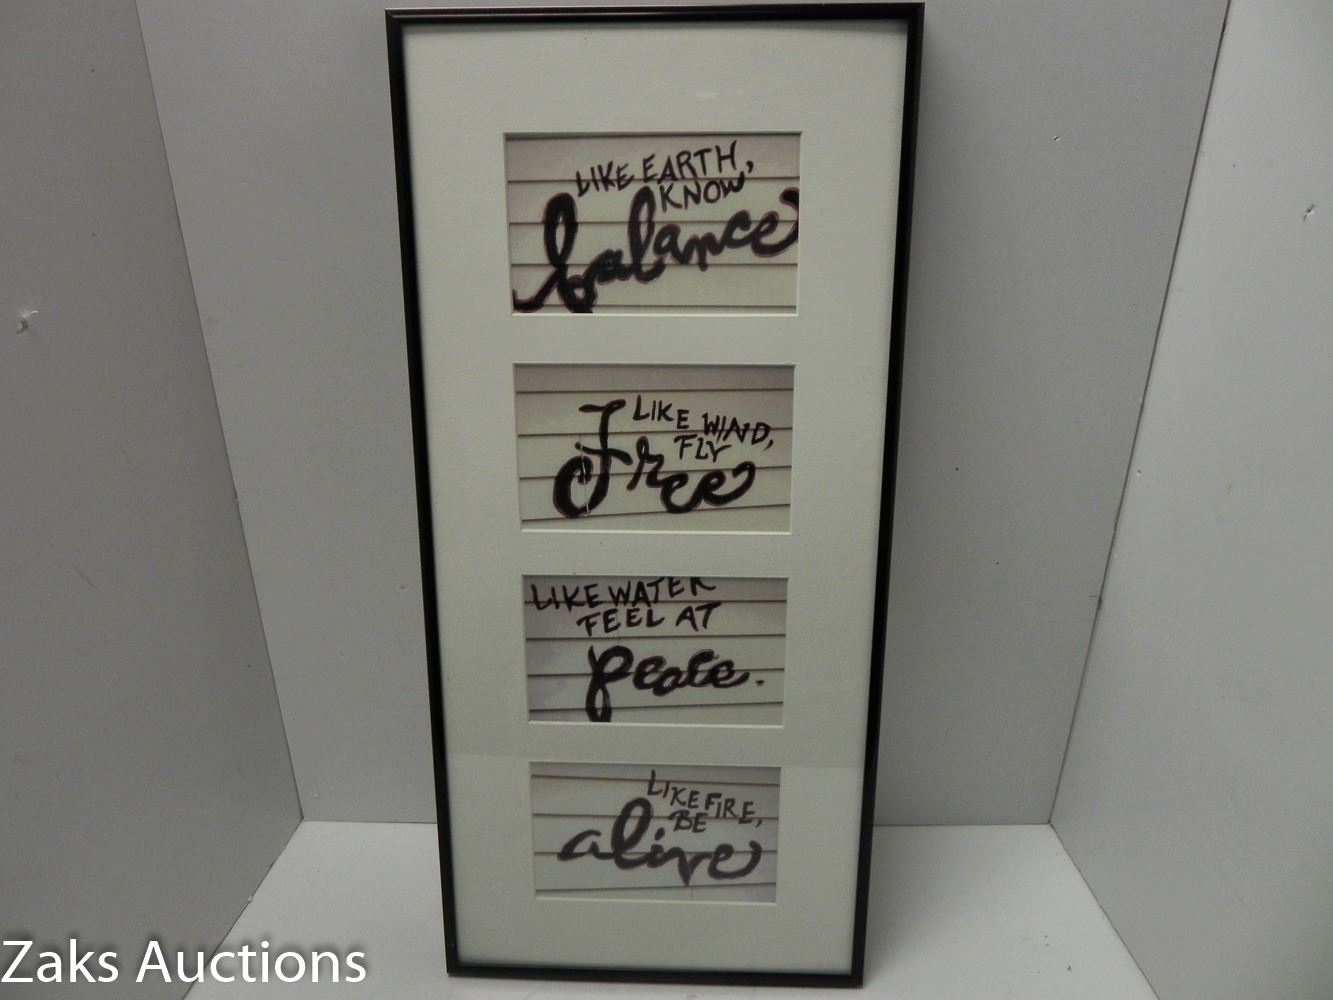 LIKE EARTH,
KNOW
balance
LIKE WIND,
FLY
Free
LIKE WATER
FEEL AT
peace.
LIKE FIRE,
BE
alive
Zaks Auctions